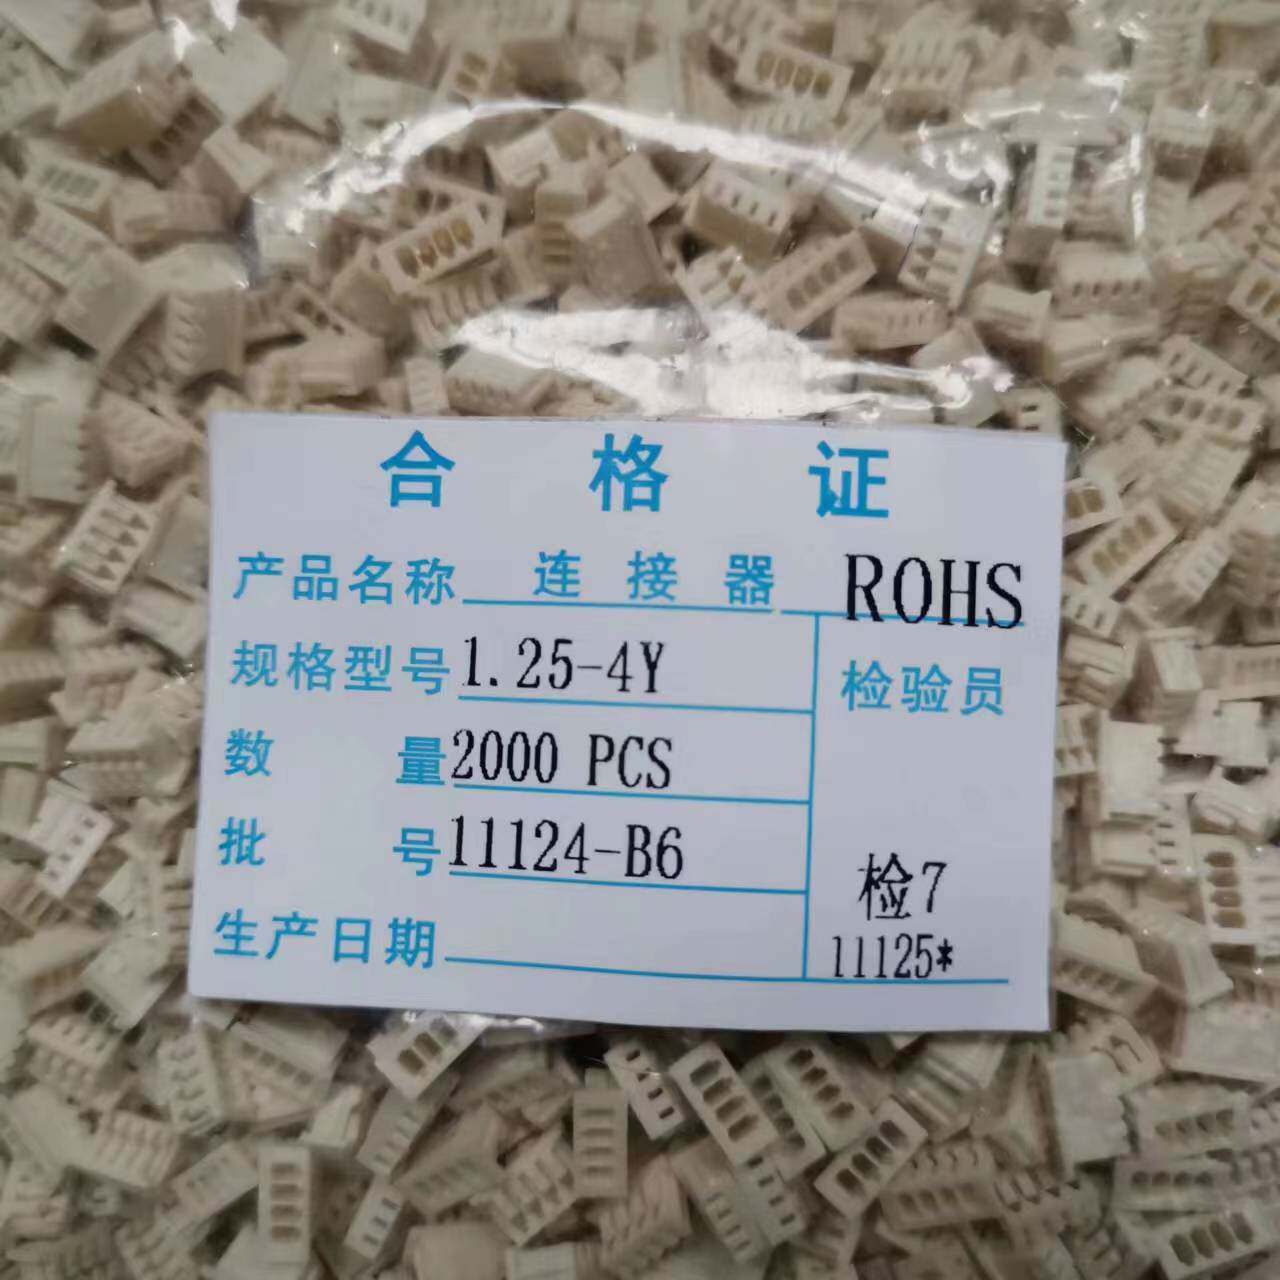 合格证
产品名称 连接器 ROHS
规格型号 1.25-4Y 检验员
数量 2000 PCS
批号 11124-B6 检7
生产日期 11125*